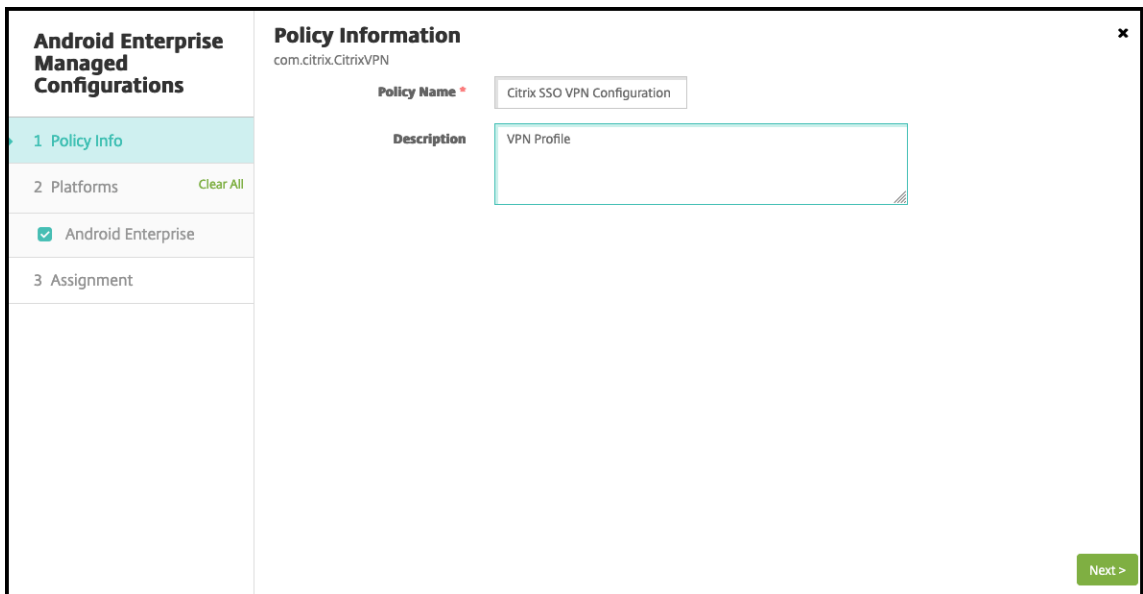 Android Enterprise
Managed
Configurations
1 Policy Info
2 Platforms
Clear All
Android Enterprise
3 Assignment
Policy Information
com.citrix.CitrixVPN
Policy Name *
Citrix SSO VPN Configuration
Description
VPN Profile
Next >